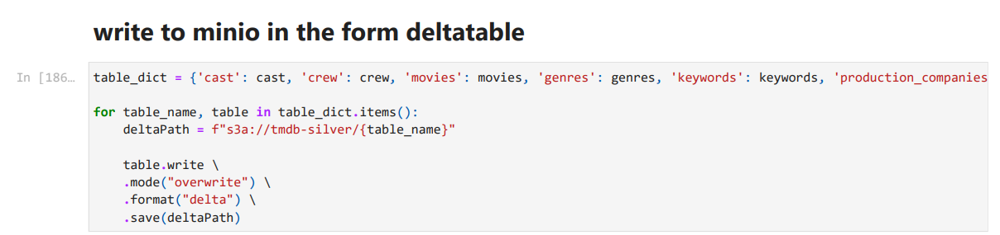 write to minio in the form deltatable
In [186…
table_dict = {'cast': cast, 'crew': crew, 'movies': movies, 'genres': genres, 'keywords': keywords, 'production_companies
for table_name, table in table_dict.items():
    deltaPath = f"s3a://tmdb-silver/{table_name}"
    table.write \
    .mode("overwrite") \
    .format("delta") \
    .save(deltaPath)